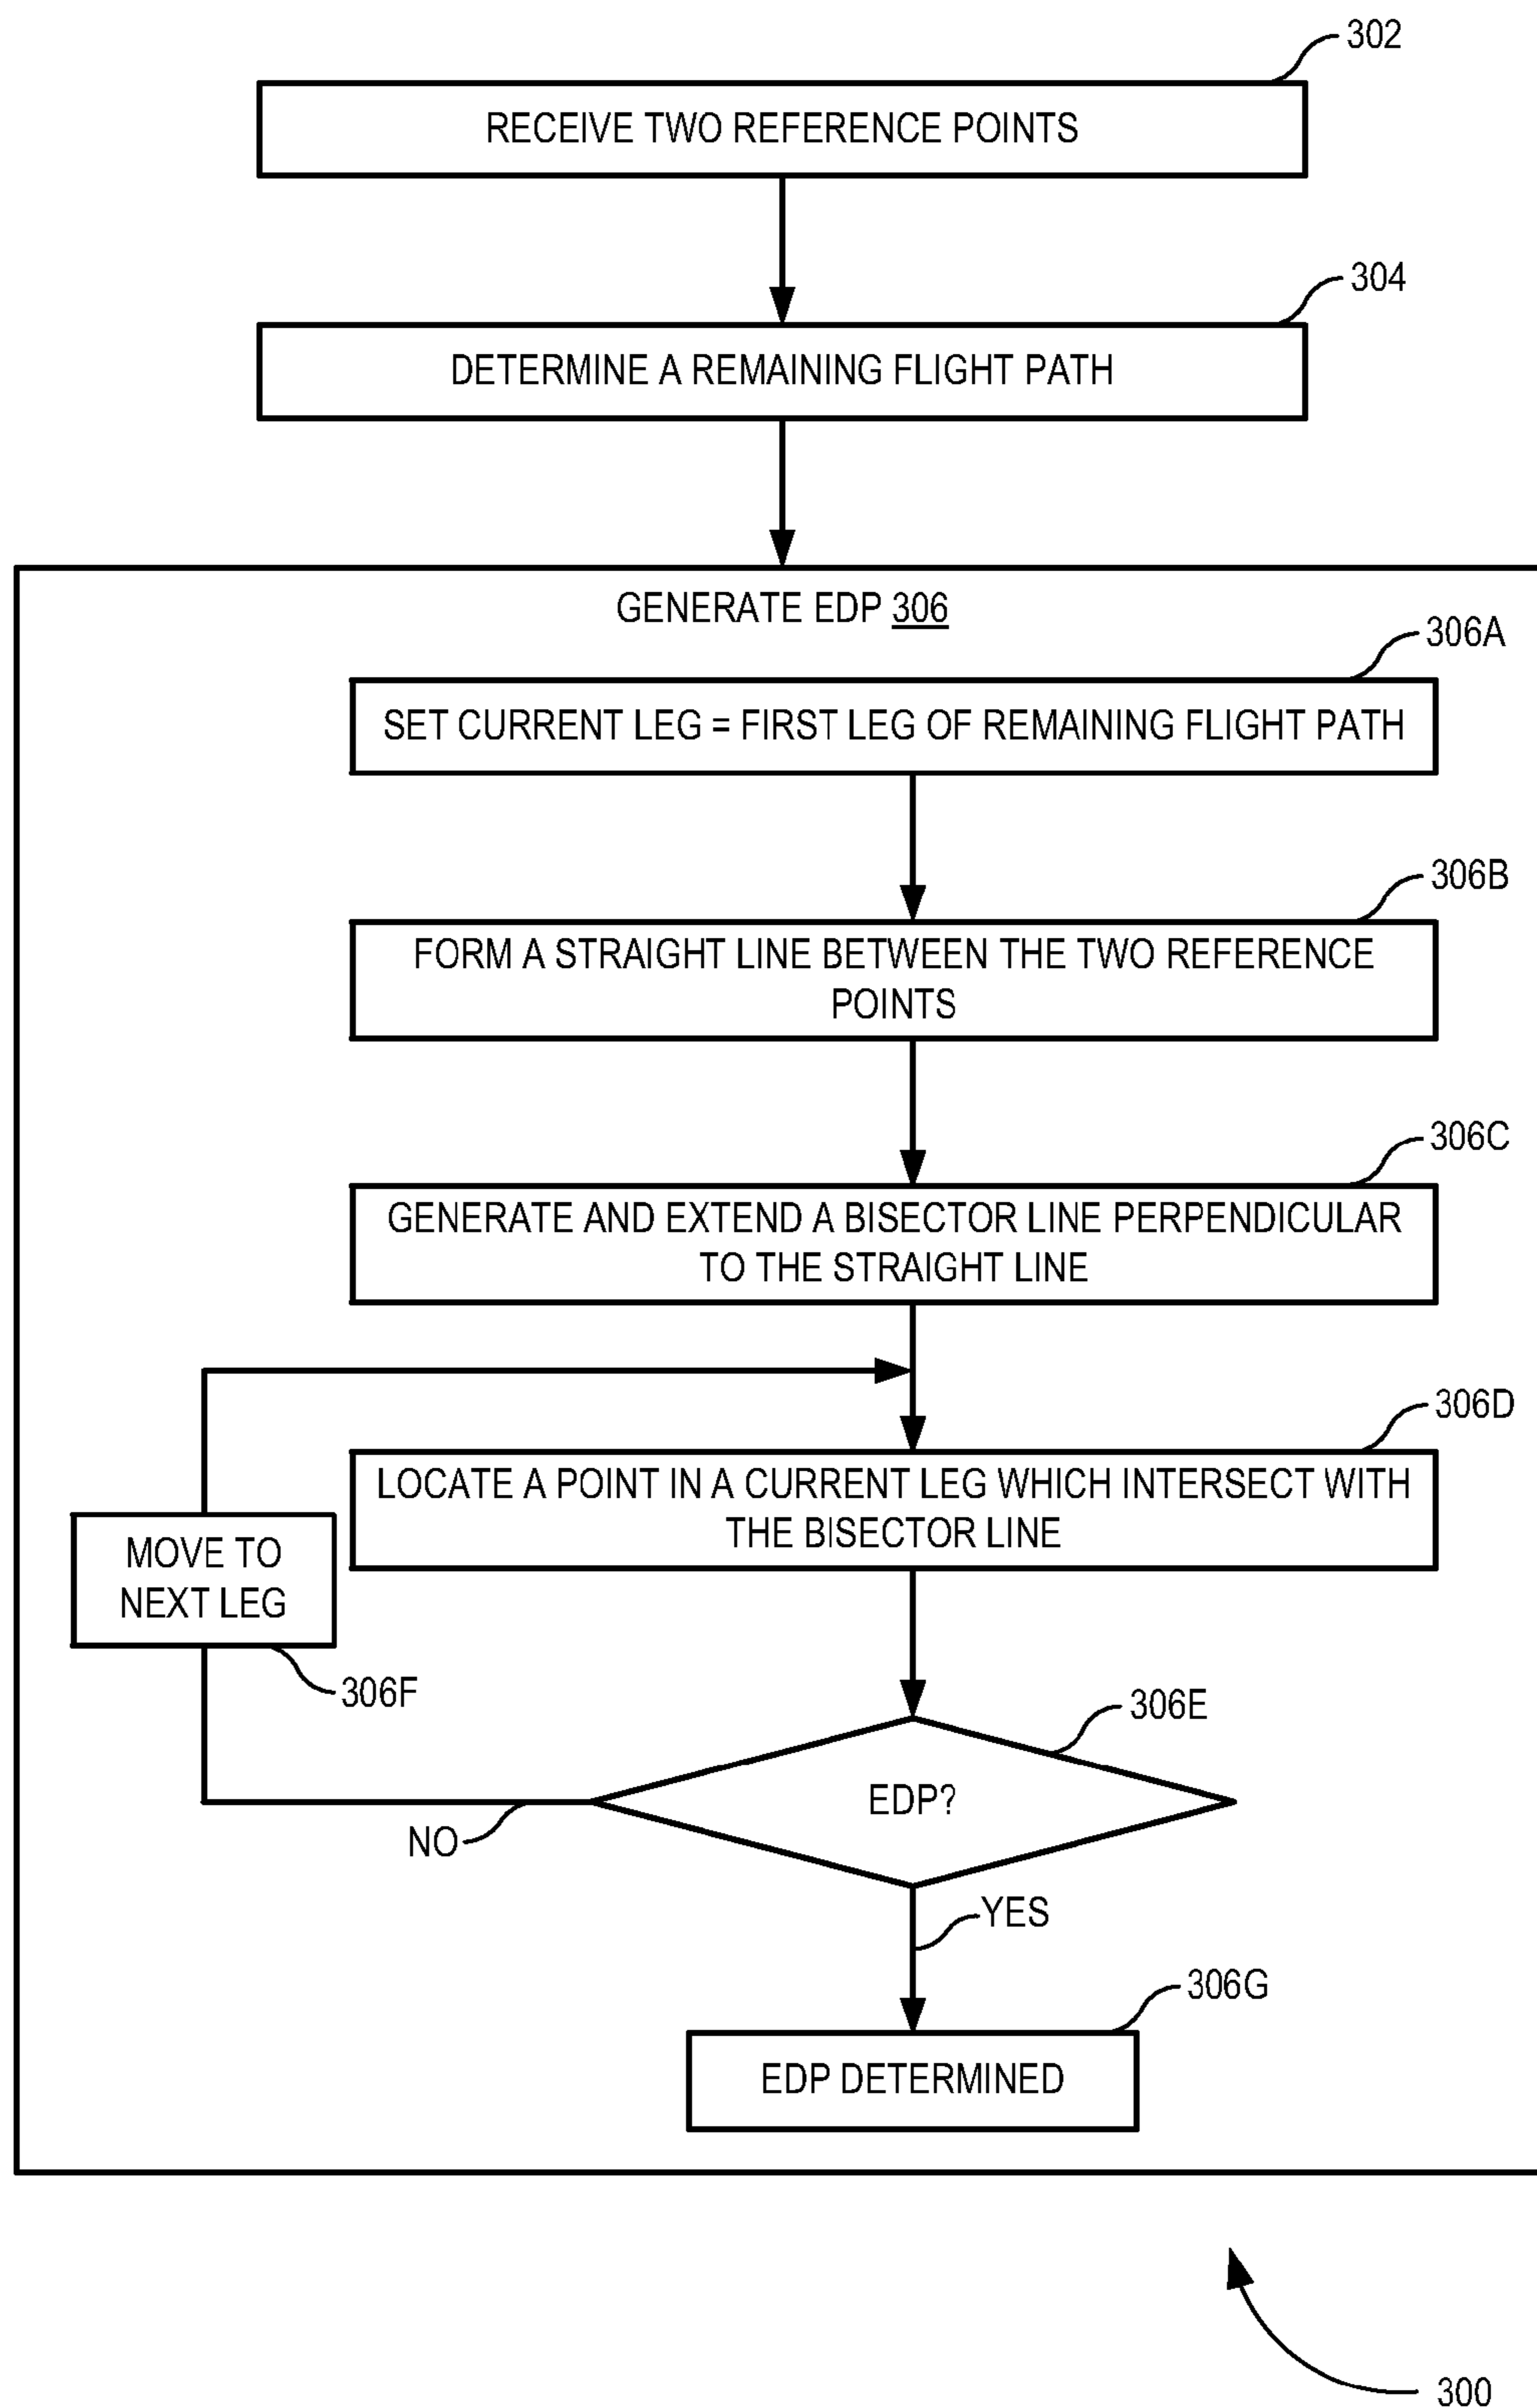 302
RECEIVE TWO REFERENCE POINTS
304
DETERMINE A REMAINING FLIGHT PATH
GENERATE EDP 306
306A
SET CURRENT LEG = FIRST LEG OF REMAINING FLIGHT PATH
306B
FORM A STRAIGHT LINE BETWEEN THE TWO REFERENCE
POINTS
306C
GENERATE AND EXTEND A BISECTOR LINE PERPENDICULAR
TO THE STRAIGHT LINE
306D
LOCATE A POINT IN A CURRENT LEG WHICH INTERSECT WITH
THE BISECTOR LINE
MOVE TO
NEXT LEG
306F
306E
EDP?
NO
YES
306G
EDP DETERMINED
300